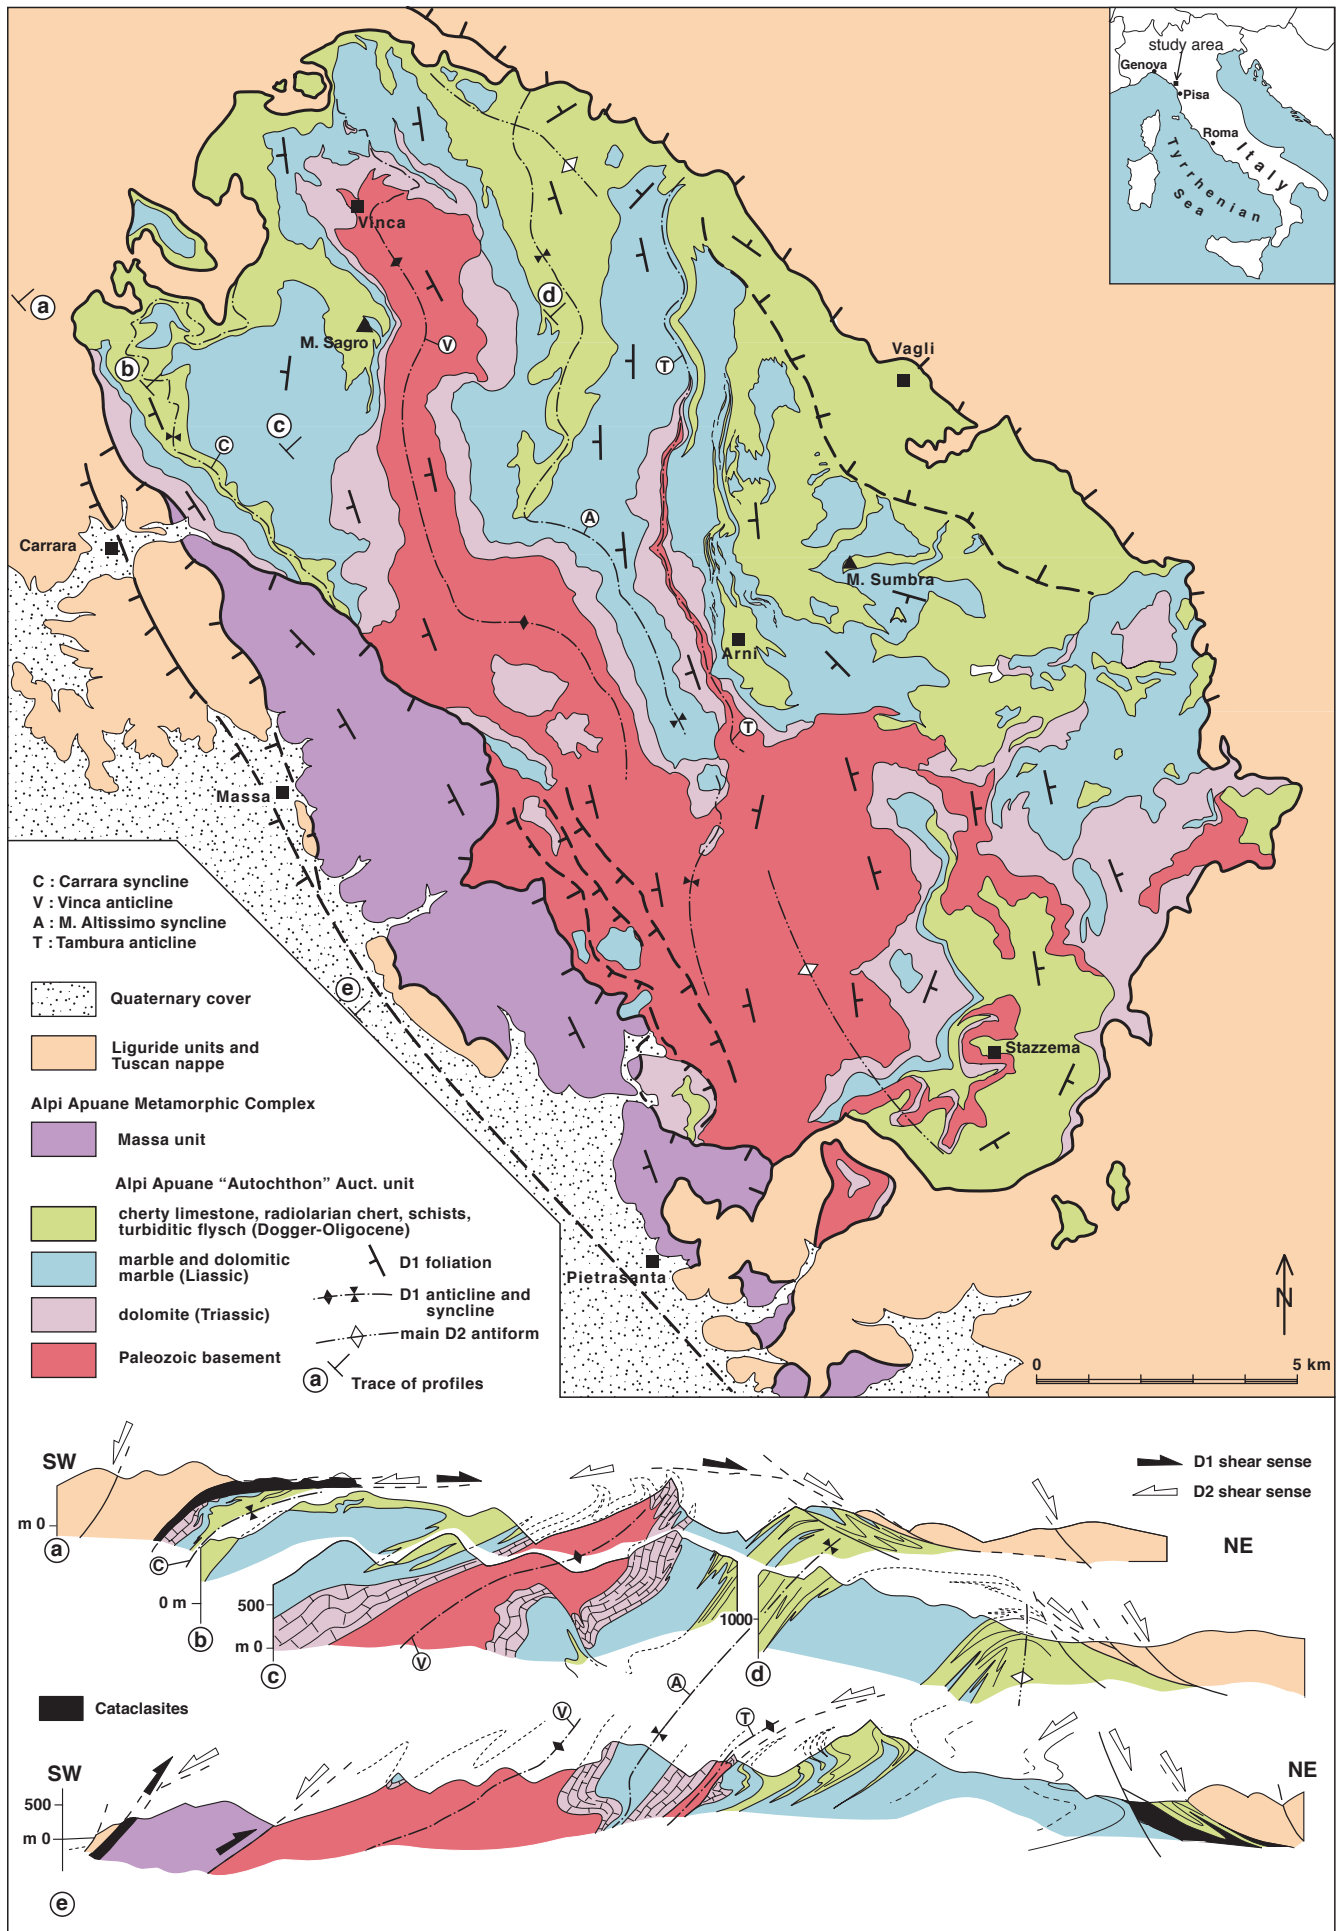 study area
Genova
Pisa
Roma
Italy
Tyrrhenian
Sea
Vinca
a
d
M. Sagro
V
T
Vagli
b
c
C
A
Carrara
M. Sumbra
Arni
T
Massa
e
Stazzema
Pietrasanta
N
0 5 km
C : Carrara syncline
V : Vinca anticline
A : M. Altissimo syncline
T : Tambura anticline
Quaternary cover
Liguride units and
Tuscan nappe
Alpi Apuane Metamorphic Complex
Massa unit
Alpi Apuane “Autochthon” Auct. unit
cherty limestone, radiolarian chert, schists,
turbiditic flysch (Dogger-Oligocene)
marble and dolomitic
marble (Liassic)
dolomite (Triassic)
Paleozoic basement
D1 foliation
D1 anticline and
syncline
main D2 antiform
a Trace of profiles
SW
D1 shear sense
D2 shear sense
m 0
a
C
NE
0 m
b
500
m 0
c
V
1000
d
A
Cataclasites
V
T
SW
NE
500
m 0
e